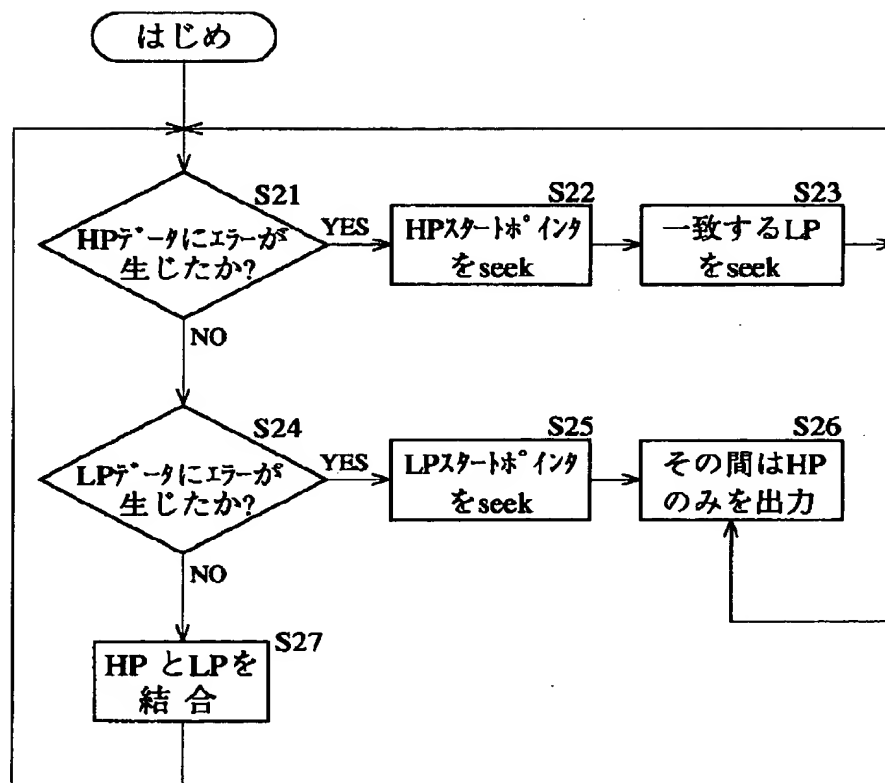 はじめ
S21
HPデータにエラーが
生じたか?
YES
NO
S22
HPスタートポインタ
をseek
S23
一致するLP
をseek
S24
LPデータにエラーが
生じたか?
YES
NO
S25
LPスタートポインタ
をseek
S26
その間はHP
のみを出力
S27
HP とLPを
結 合